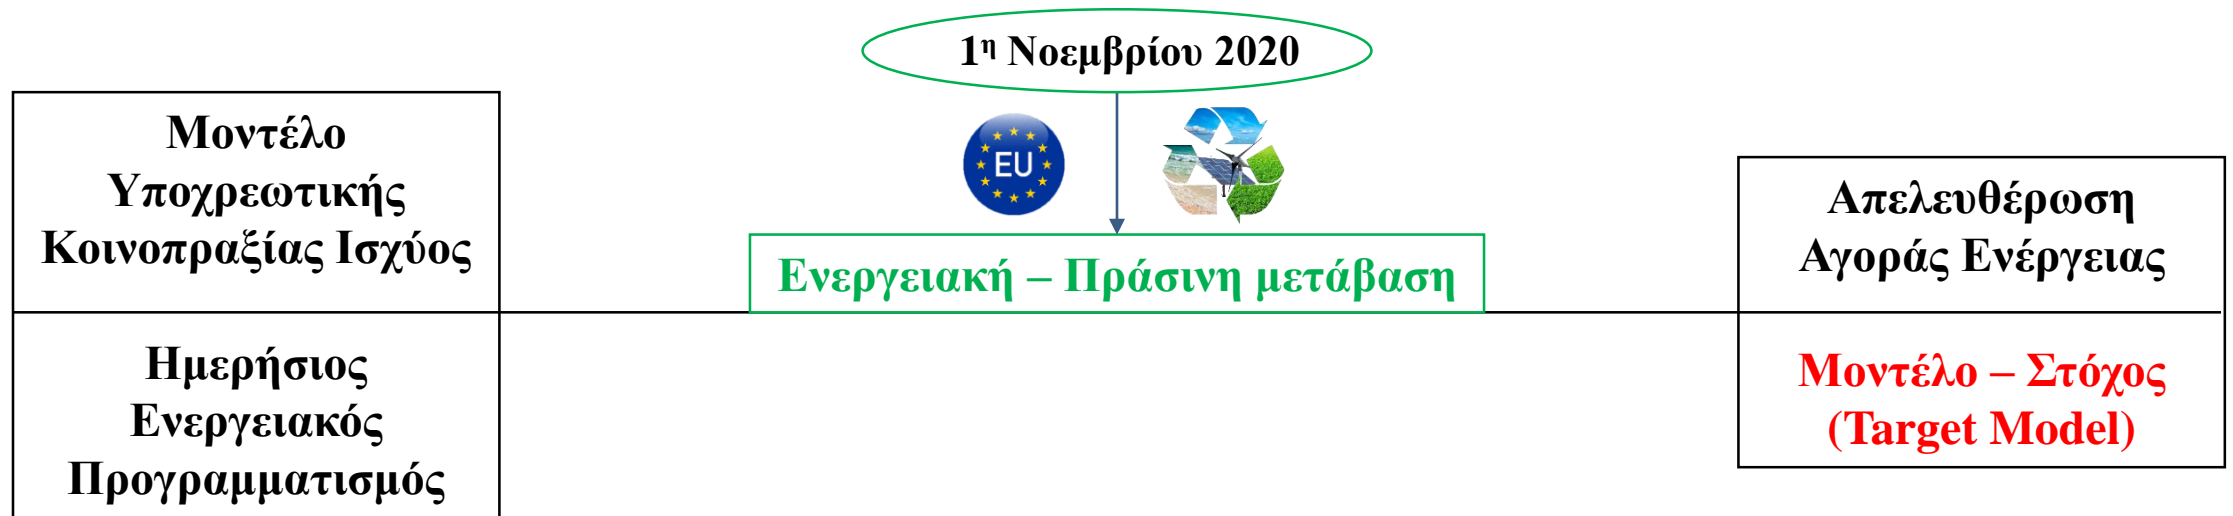 1η Νοεμβρίου 2020
Μοντέλο
Υποχρεωτικής
Κοινοπραξίας Ισχύος
Ημερήσιος
Ενεργειακός
Προγραμματισμός
EU
Ενεργειακή – Πράσινη μετάβαση
Απελευθέρωση
Αγοράς Ενέργειας
Μοντέλο – Στόχος
(Target Model)